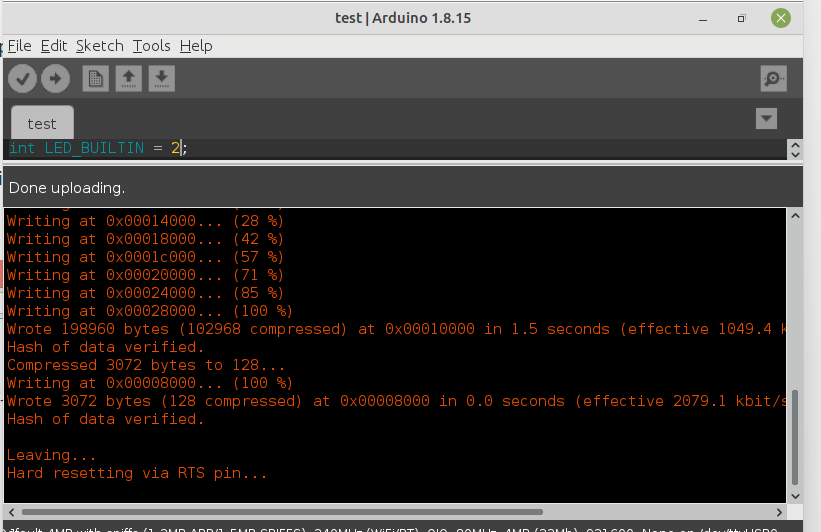 test | Arduino 1.8.15
File Edit Sketch Tools Help
test
int LED_BUILTIN = 2;
Done uploading.
Writing at 0x00014000... (28 %)
Writing at 0x00018000... (42 %)
Writing at 0x0001c000... (57 %)
Writing at 0x00020000... (71 %)
Writing at 0x00024000... (85 %)
Writing at 0x00028000... (100 %)
Wrote 198960 bytes (102968 compressed) at 0x00010000 in 1.5 seconds (effective 1049.4 k
Hash of data verified.
Compressed 3072 bytes to 128...
Writing at 0x00008000... (100 %)
Wrote 3072 bytes (128 compressed) at 0x00008000 in 0.0 seconds (effective 2079.1 kbit/s
Hash of data verified.
Leaving...
Hard resetting via RTS pin...